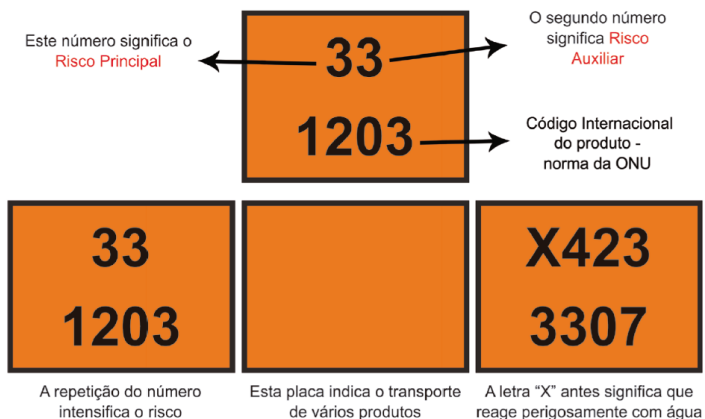 Este número significa o
Risco Principal
33
1203
O segundo número
significa Risco
Auxiliar
Código Internacional
do produto -
norma da ONU
33
1203
A repetição do número
intensifica o risco
Esta placa indica o transporte
de vários produtos
X423
3307
A letra “X” antes significa que
reage perigosamente com água